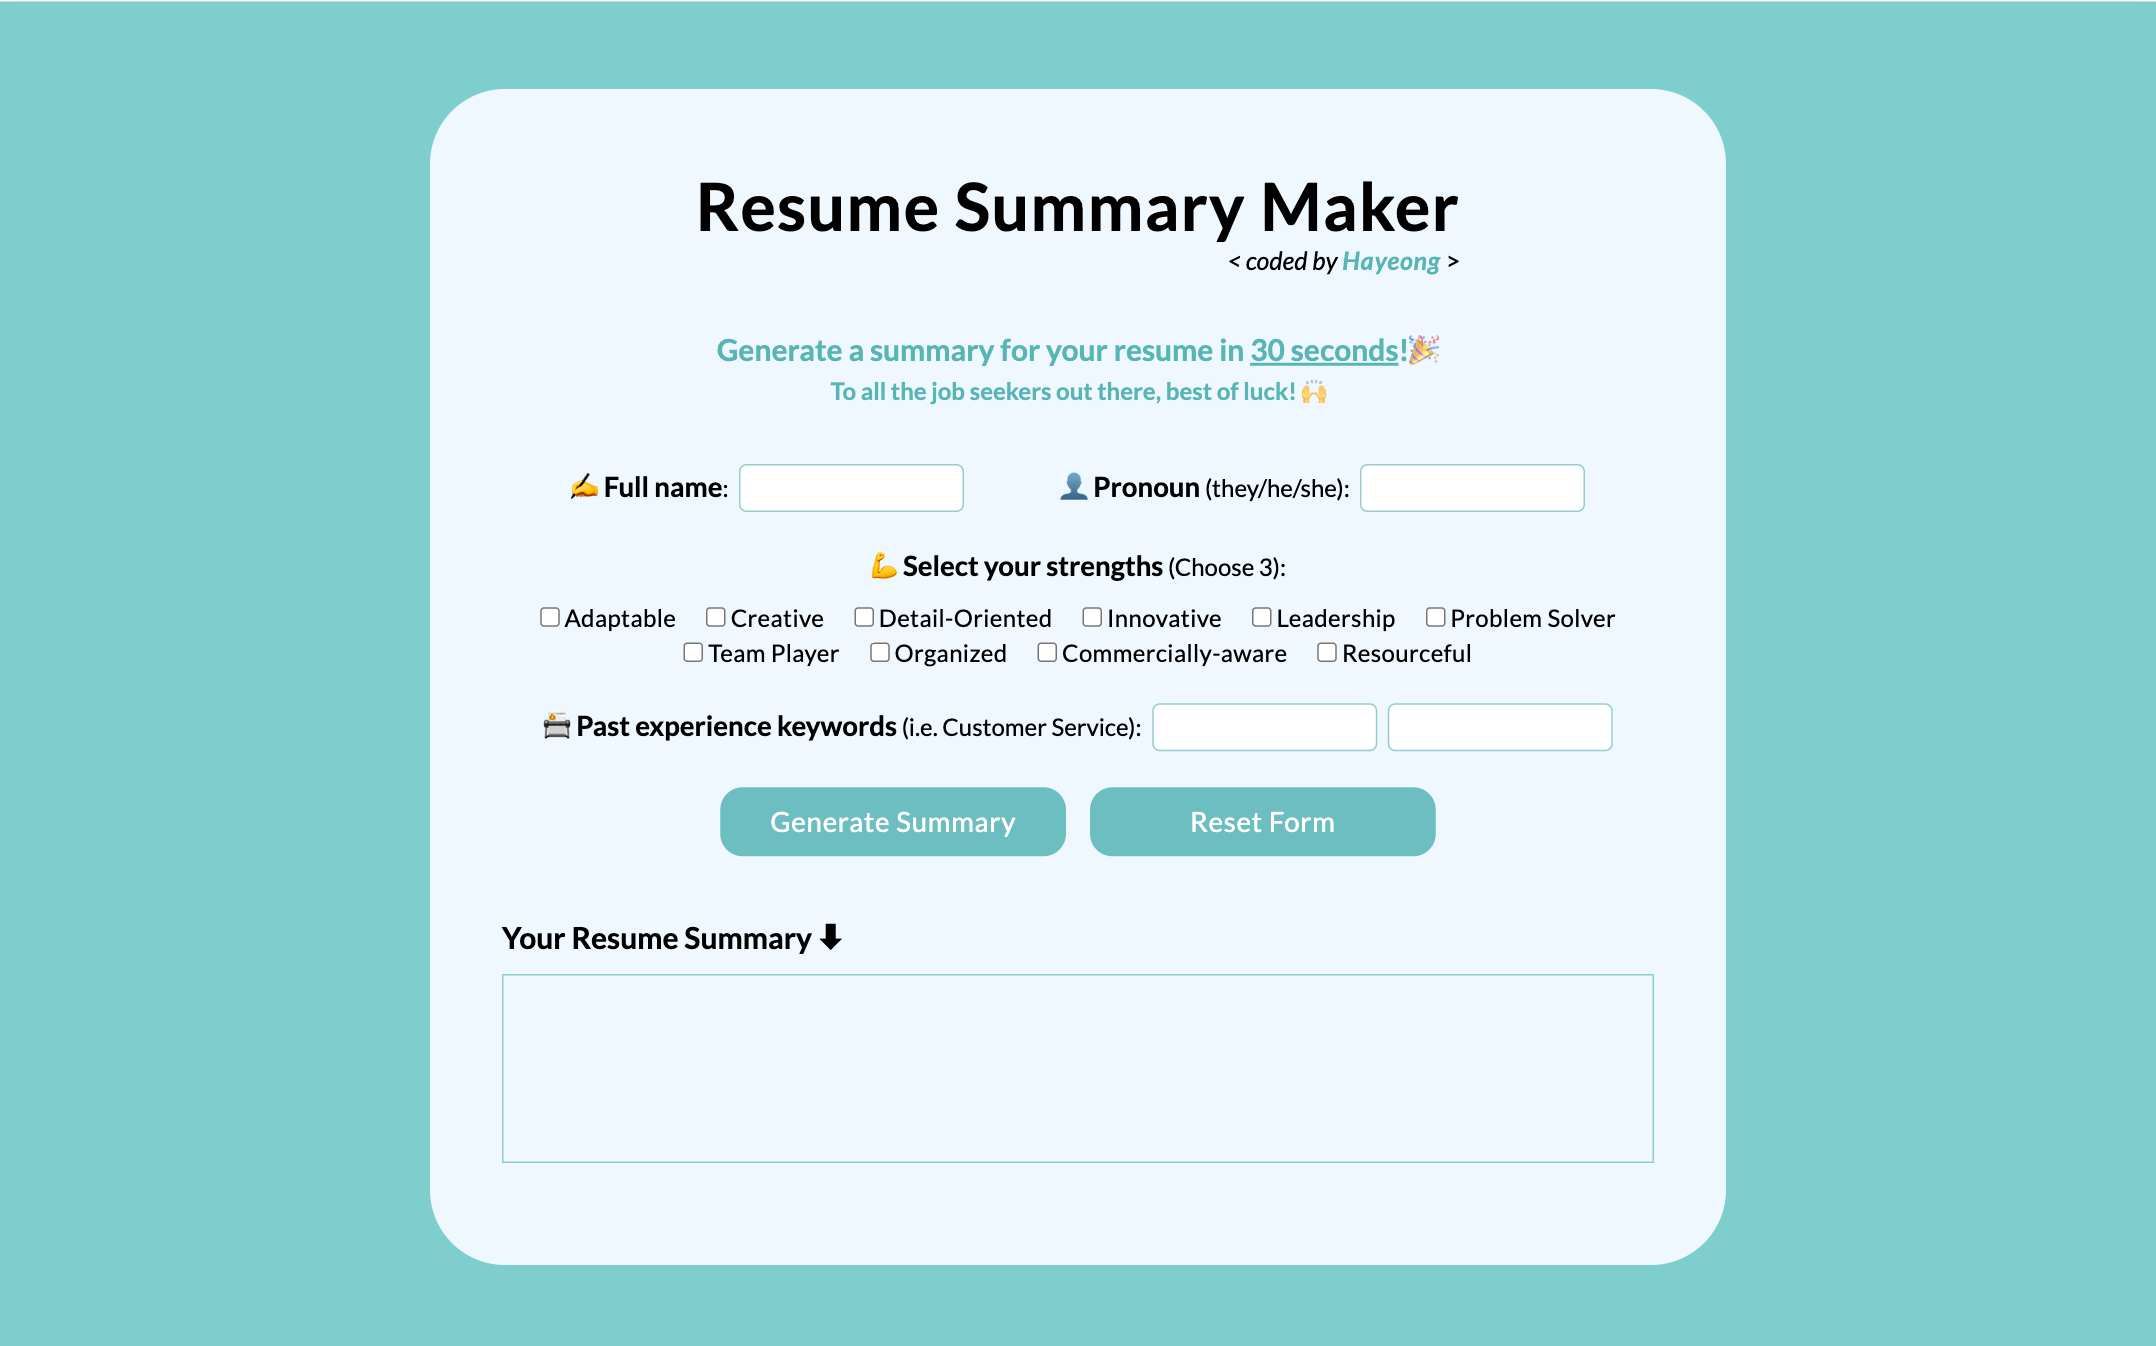 Resume Summary Maker
< coded by Hayeong >
Generate a summary for your resume in 30 seconds!🎉
To all the job seekers out there, best of luck! 🙌
✍️ Full name: 👤 Pronoun (they/he/she):
💪 Select your strengths (Choose 3):
Adaptable Creative Detail-Oriented Innovative Leadership Problem Solver
Team Player Organized Commercially-aware Resourceful
📇 Past experience keywords (i.e. Customer Service):
Generate Summary Reset Form
Your Resume Summary ⬇